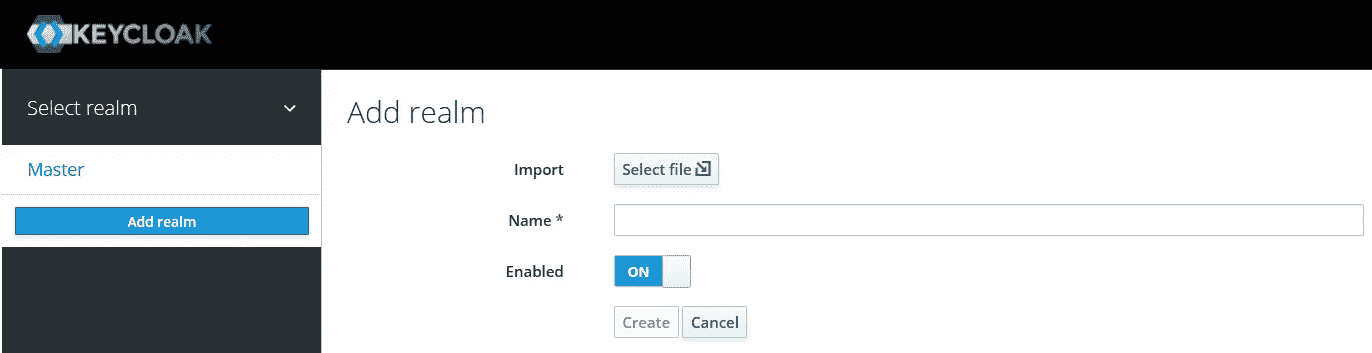 KEYCLOAK
Select realm
Master
Add realm
Add realm
Import Select file
Name *
Enabled ON
Create Cancel